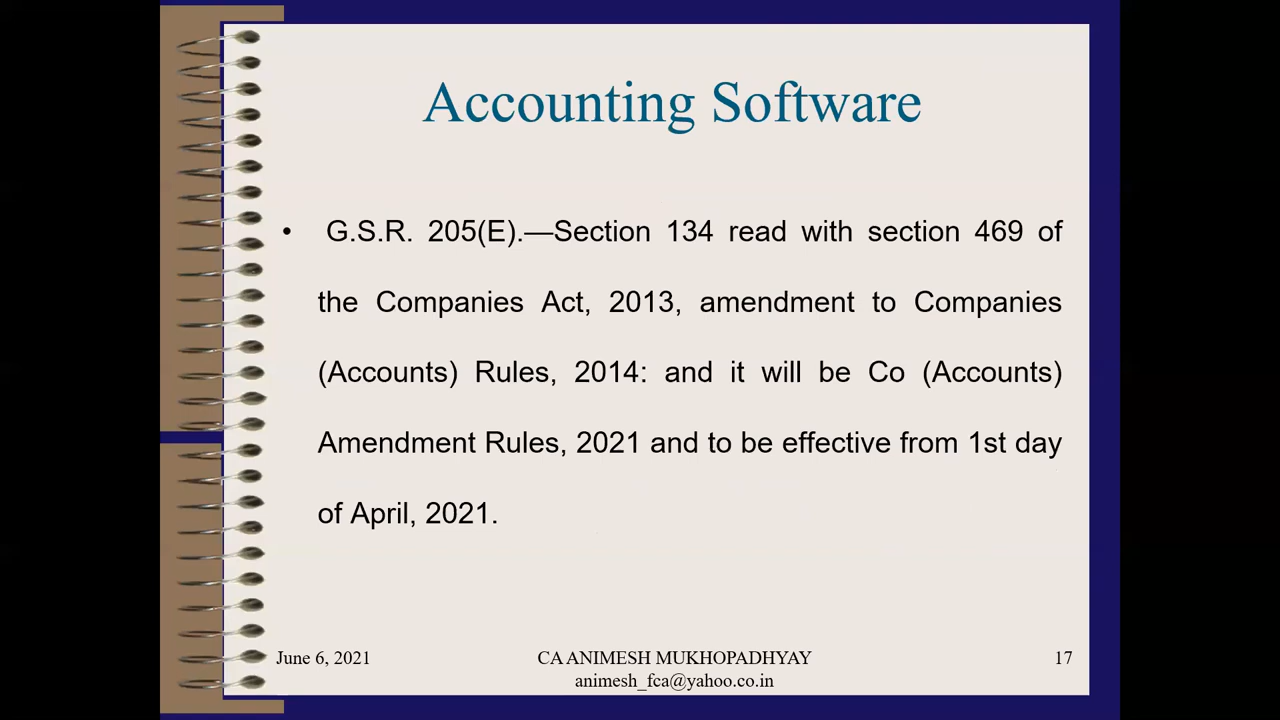 Accounting Software
• G.S.R. 205(E).—Section 134 read with section 469 of
the Companies Act, 2013, amendment to Companies
(Accounts) Rules, 2014: and it will be Co (Accounts)
Amendment Rules, 2021 and to be effective from 1st day
of April, 2021.
June 6, 2021
CA ANIMESH MUKHOPADHYAY
animesh_fca@yahoo.co.in
17